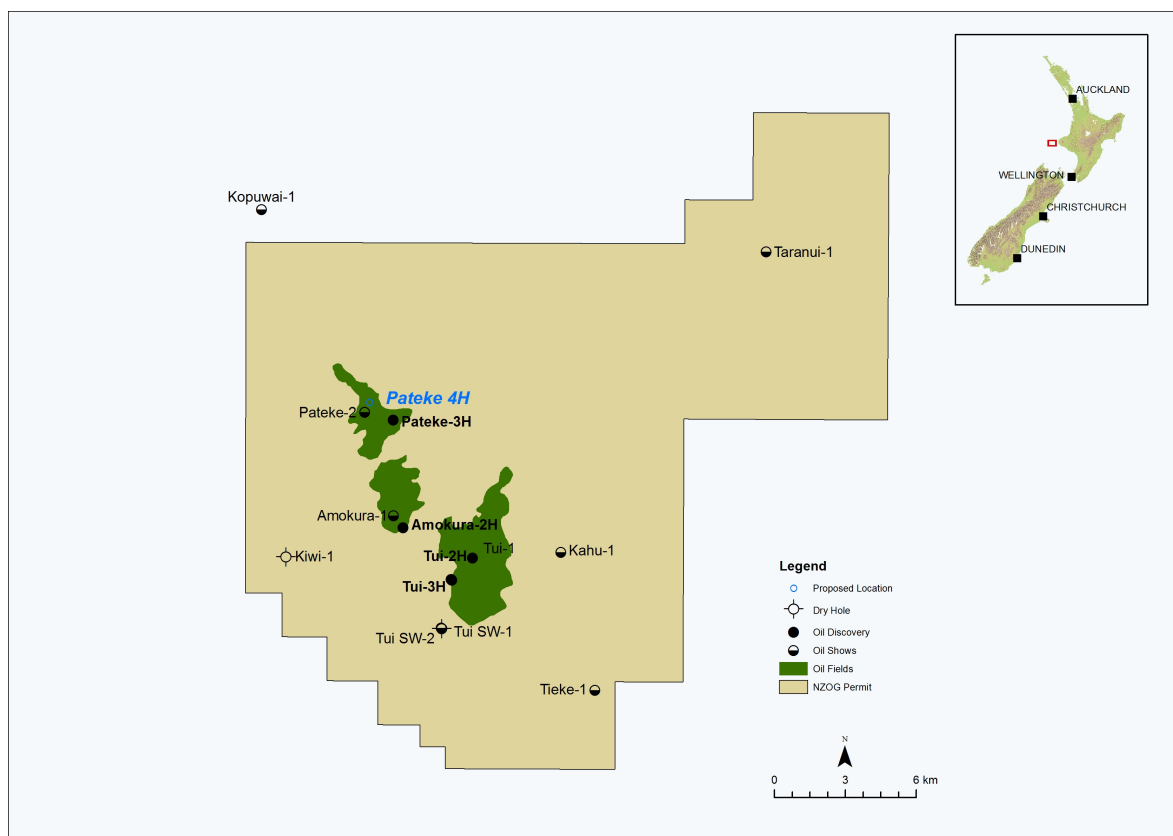 AUCKLAND
WELLINGTON
CHRISTCHURCH
DUNEDIN
Kopuwai-1
Taranui-1
Pateke 4H
Pateke-2
Pateke-3H
Amokura-1
Amokura-2H
Kiwi-1
Tui-2H
Tui-1
Kahu-1
Tui-3H
Tui SW-2
Tui SW-1
Tieke-1
Legend
Proposed Location
Dry Hole
Oil Discovery
Oil Shows
Oil Fields
NZOG Permit
N
0 3 6 km